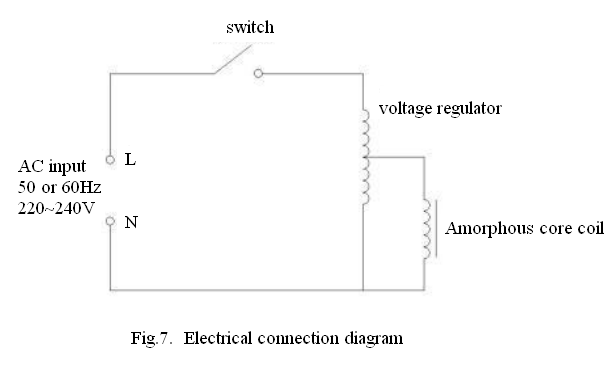 switch
voltage regulator
AC input
50 or 60Hz
220~240V
L
N
Amorphous core coil
Fig.7. Electrical connection diagram